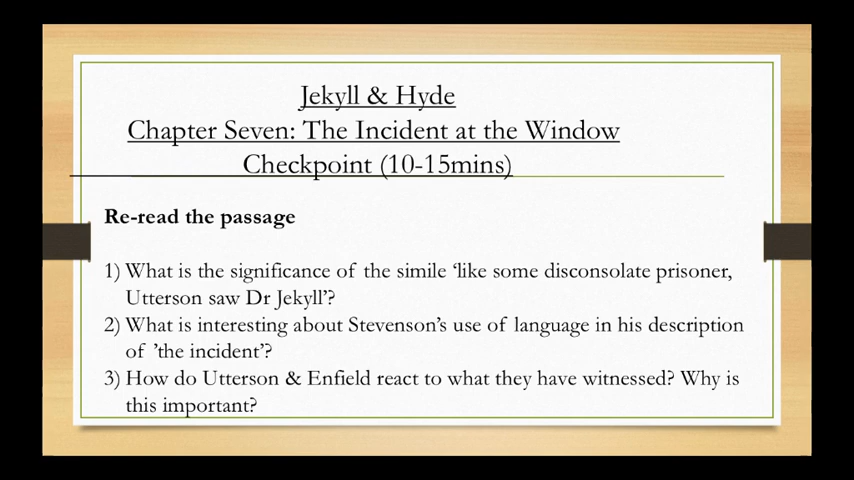 Jekyll & Hyde
Chapter Seven: The Incident at the Window
Checkpoint (10-15mins)
Re-read the passage
1) What is the significance of the simile ‘like some disconsolate prisoner,
Utterson saw Dr Jekyll’?
2) What is interesting about Stevenson’s use of language in his description
of ’the incident’?
3) How do Utterson & Enfield react to what they have witnessed? Why is
this important?